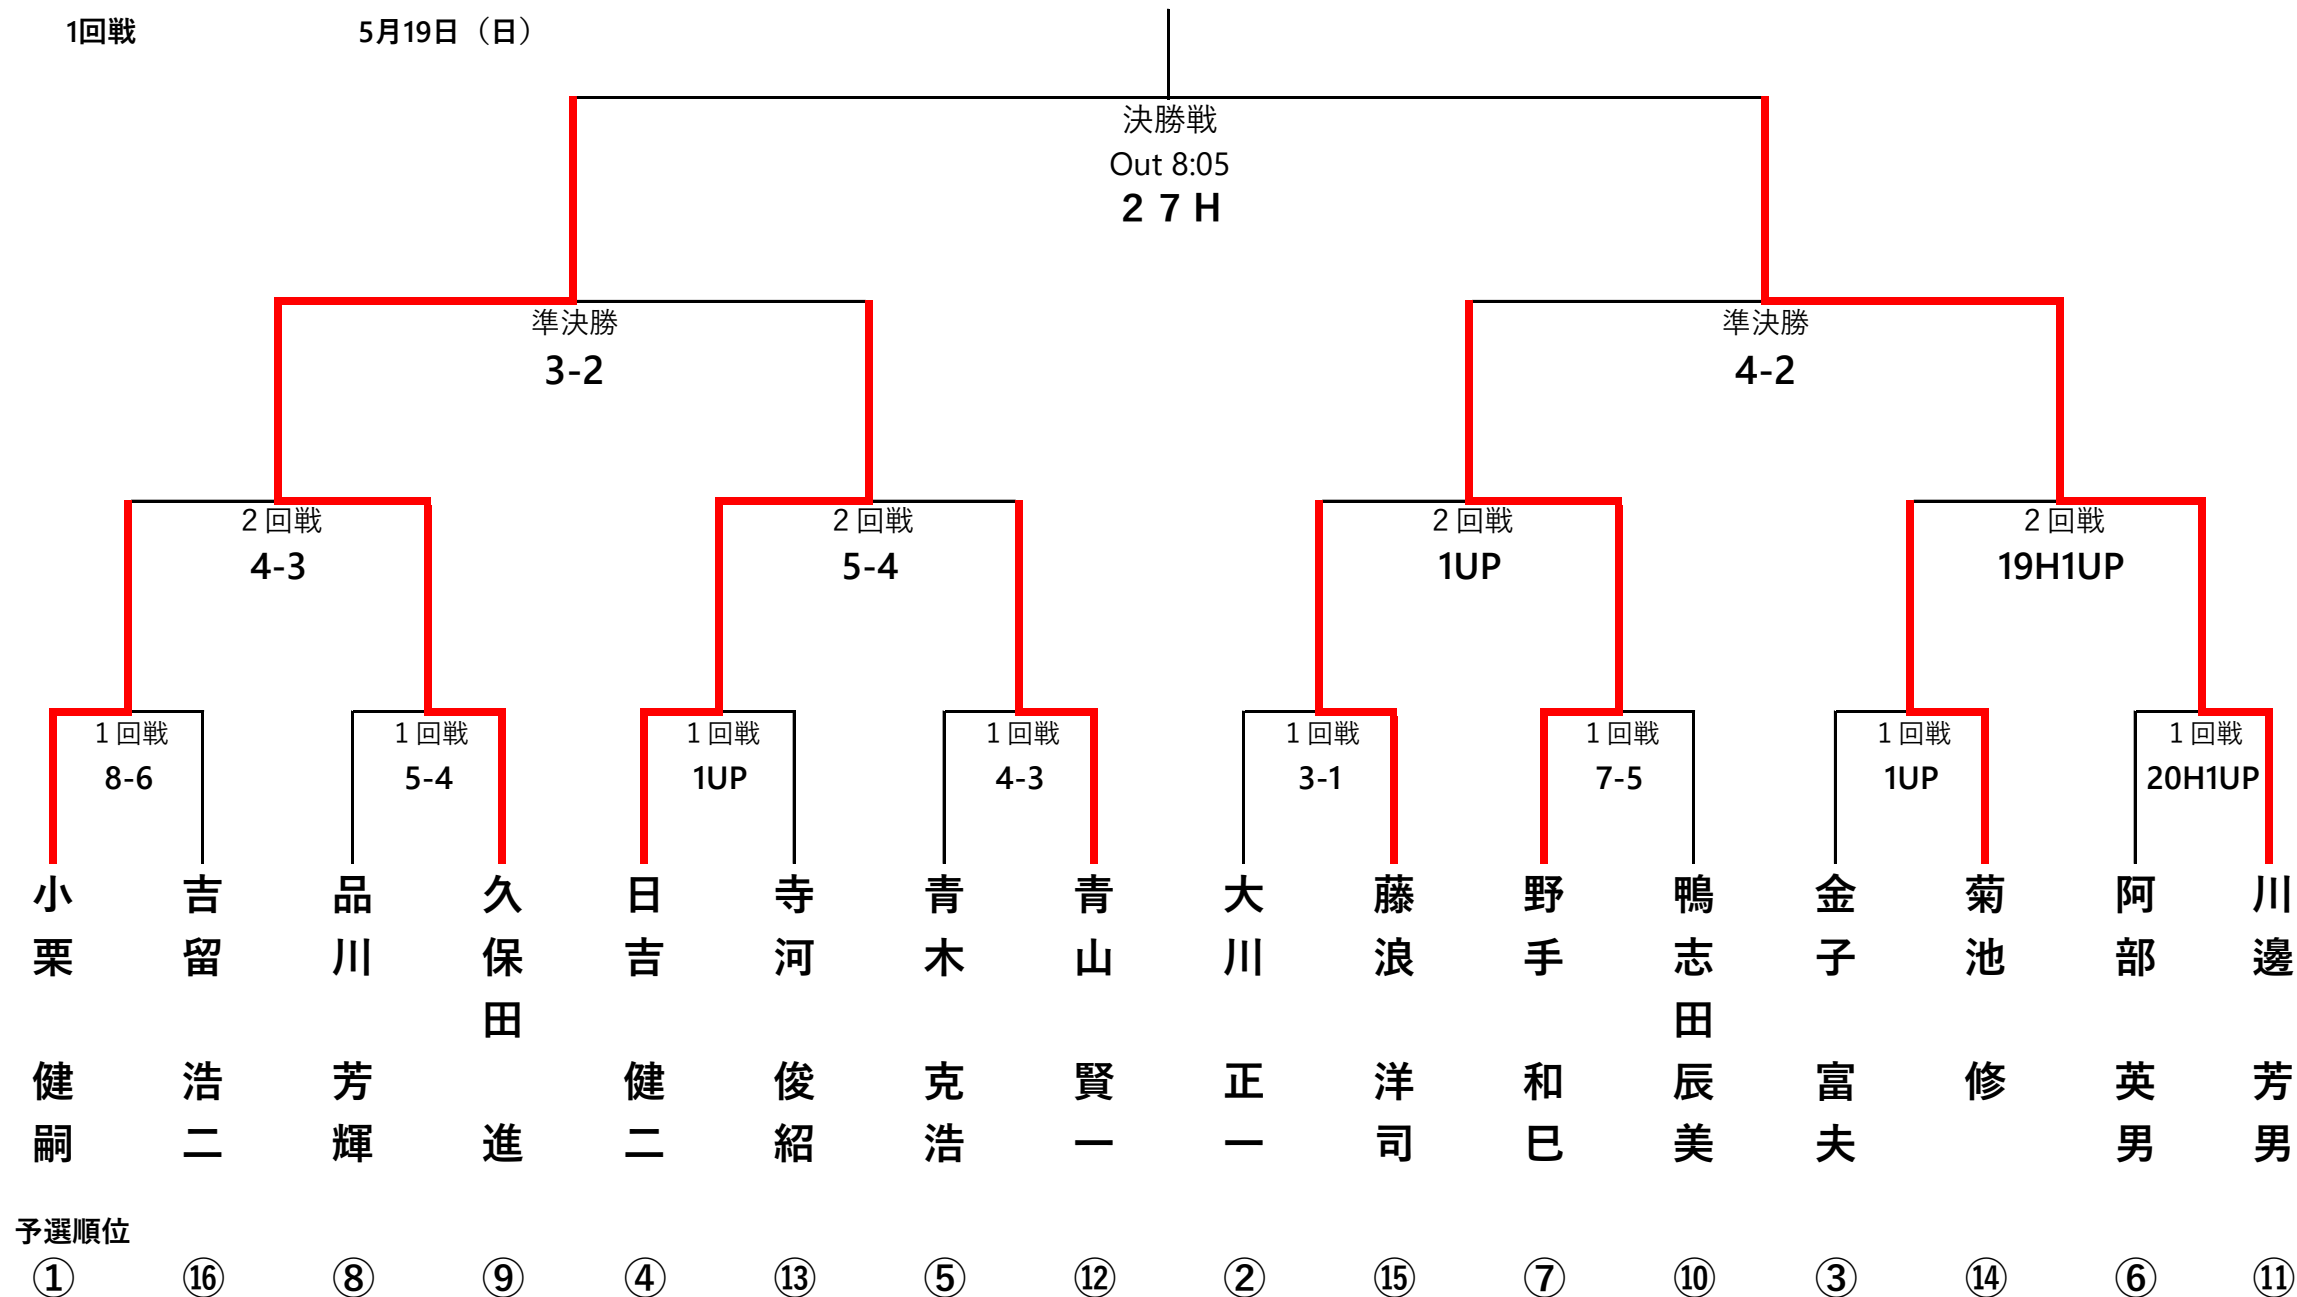 1回戦
5月19日（日）
決勝戦
Out 8:05
２７H
準決勝
3-2
準決勝
4-2
２回戦
4-3
２回戦
5-4
２回戦
1UP
２回戦
19H1UP
１回戦
8-6
１回戦
5-4
１回戦
1UP
１回戦
4-3
１回戦
3-1
１回戦
7-5
１回戦
1UP
１回戦
20H1UP
小栗　健嗣
吉留　浩二
品川　芳輝
久保田　進
日吉　健二
寺河　俊紹
青木　克浩
青山　賢一
大川　正一
藤浪　洋司
野手　和巳
鴨志田辰美
金子　富夫
菊池　修
阿部　英男
川邊　芳男
予選順位
① ⑯ ⑧ ⑨ ④ ⑬ ⑤ ⑫ ② ⑮ ⑦ ⑩ ③ ⑭ ⑥ ⑪